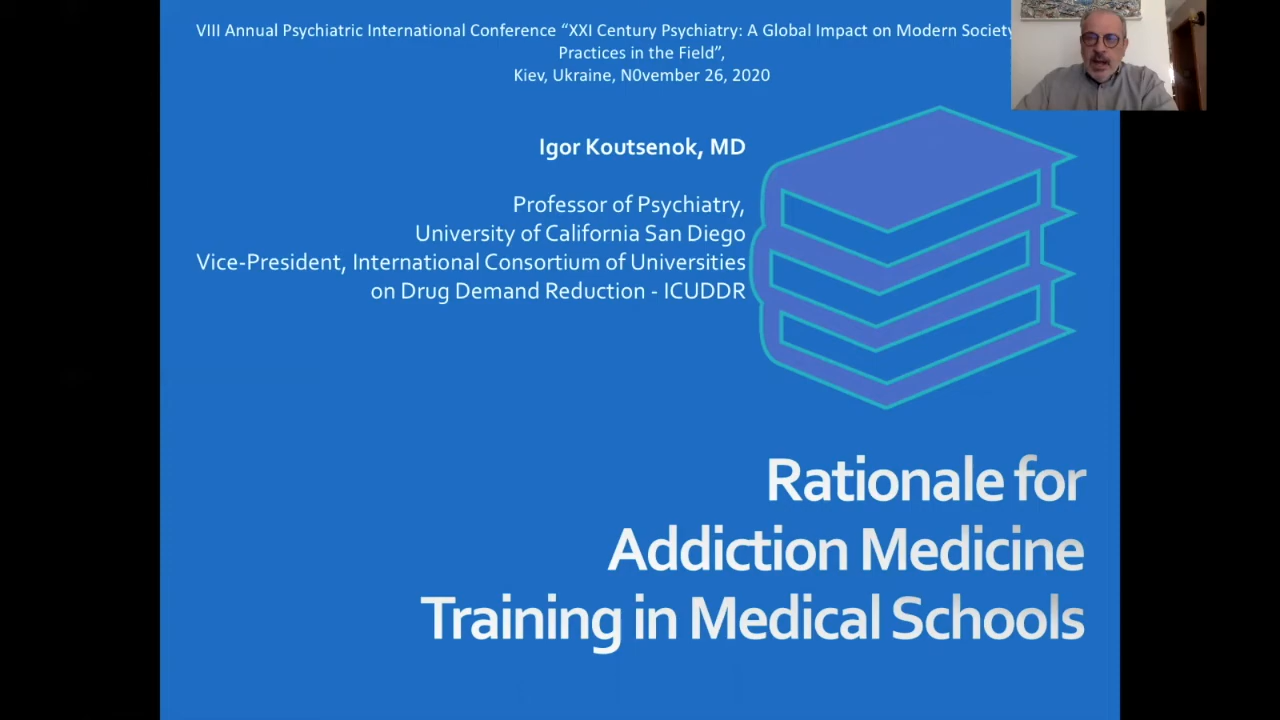 VIII Annual Psychiatric International Conference “XXI Century Psychiatry: A Global Impact on Modern Society
Practices in the Field”,
Kiev, Ukraine, N0vember 26, 2020
Igor Koutsenok, MD
Professor of Psychiatry,
University of California San Diego
Vice-President, International Consortium of Universities
on Drug Demand Reduction - ICUDDR
Rationale for
Addiction Medicine
Training in Medical Schools